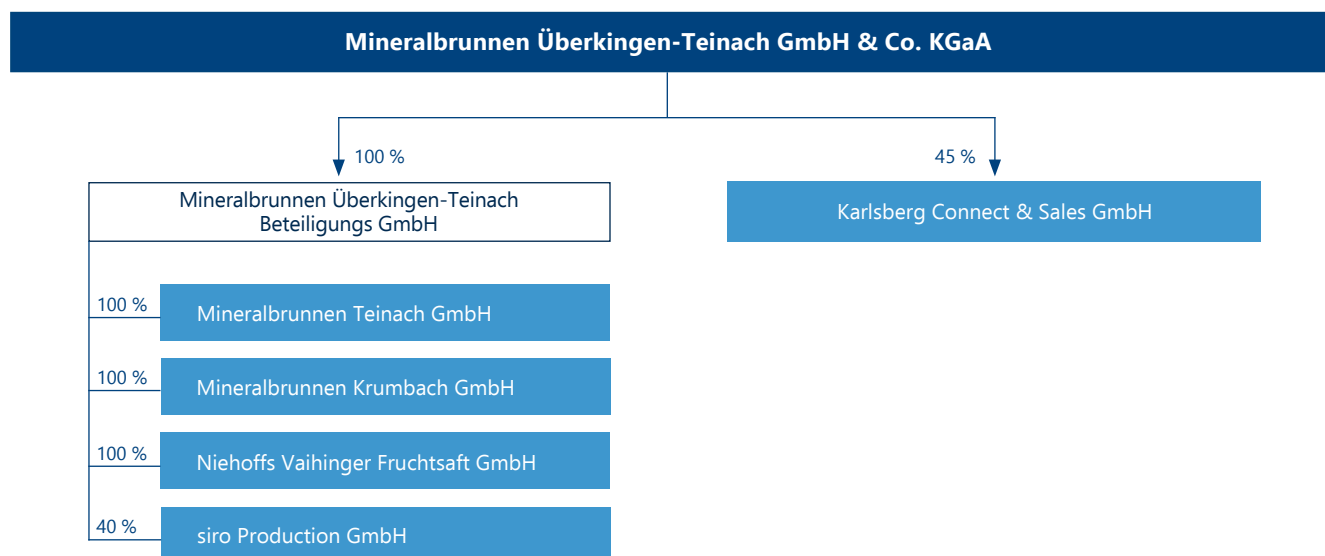 Mineralbrunnen Überkingen-Teinach GmbH & Co. KGaA
100 %
45 %
Mineralbrunnen Überkingen-Teinach
Beteiligungs GmbH
Karlsberg Connect & Sales GmbH
100 %
Mineralbrunnen Teinach GmbH
100 %
Mineralbrunnen Krumbach GmbH
100 %
Niehoffs Vaihinger Fruchtsaft GmbH
40 %
siro Production GmbH